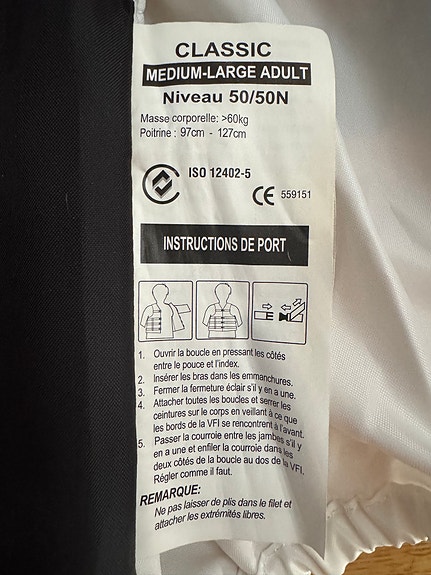 CLASSIC
MEDIUM-LARGE ADULT
Niveau 50/50N
Masse corporelle: >60kg
Poitrine : 97cm - 127cm
ISO 12402-5
CE 559151
INSTRUCTIONS DE PORT
1. Ouvrir la boucle en pressant les côtés
entre le pouce et l'index.
2. Insérer les bras dans les emmanchures.
3. Fermer la fermeture éclair s'il y en a une.
4. Attacher toutes les boucles et serrer les
ceintures sur le corps en veillant à ce que
les bords de la VFI se rencontrent à l'avant.
5. Passer la courroie entre les jambes s'il y
en a une et enfiler la courroie dans les
deux côtés de la boucle au dos de la VFI.
Régler comme il faut.
REMARQUE:
Ne pas laisser de plis dans le filet et
attacher les extrémités libres.